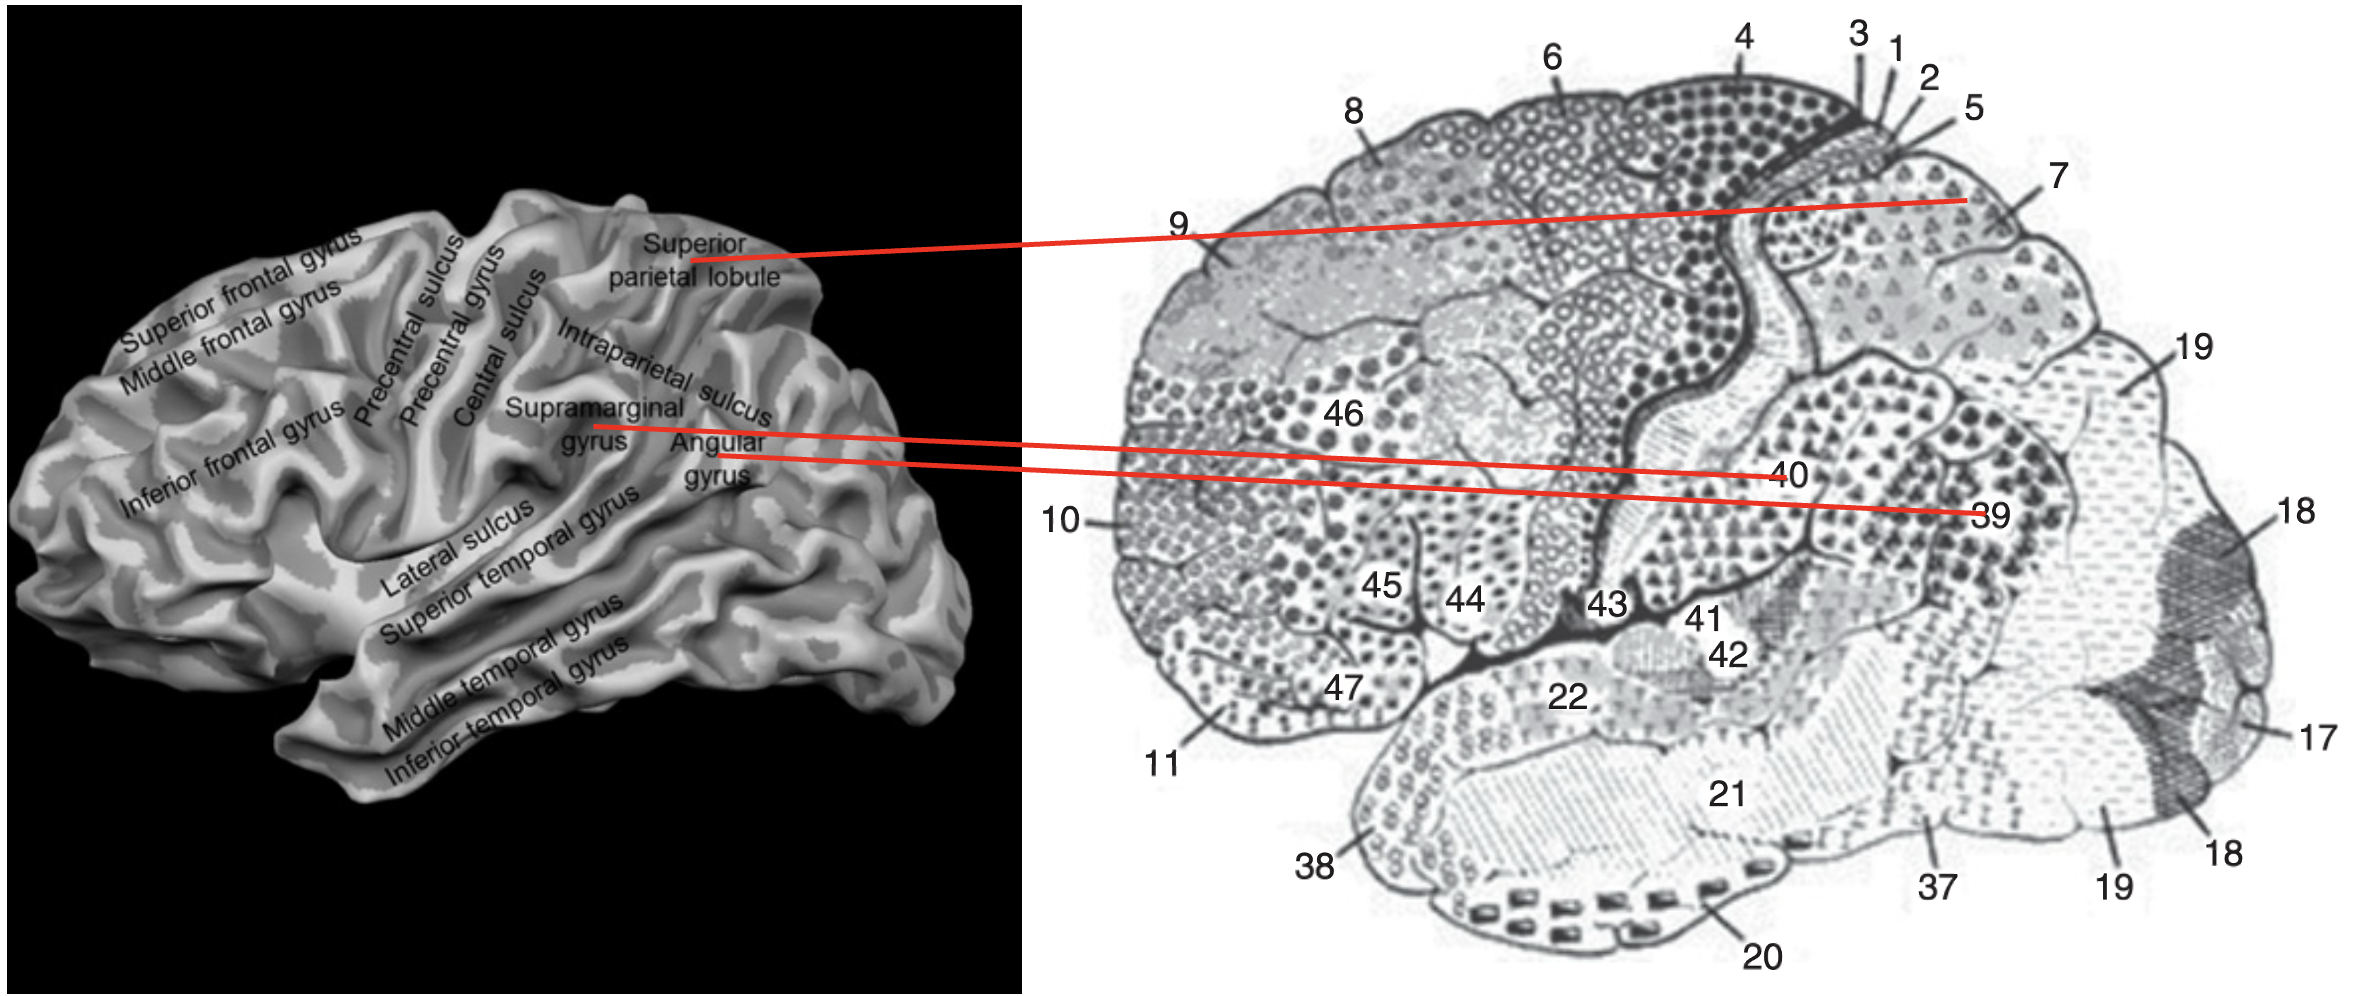 Superior frontal gyrus
Middle frontal gyrus
Inferior frontal gyrus
Precentral sulcus
Precentral gyrus
Central sulcus
Superior
parietal lobule
Intraparietal sulcus
Supramarginal
gyrus
Angular
gyrus
Lateral sulcus
Superior temporal gyrus
Middle temporal gyrus
Inferior temporal gyrus
4
3
1
2
5
6
8
7
9
19
46
40
39
10
18
45
44
43
41
42
47
22
11
17
21
38
18
37
19
20